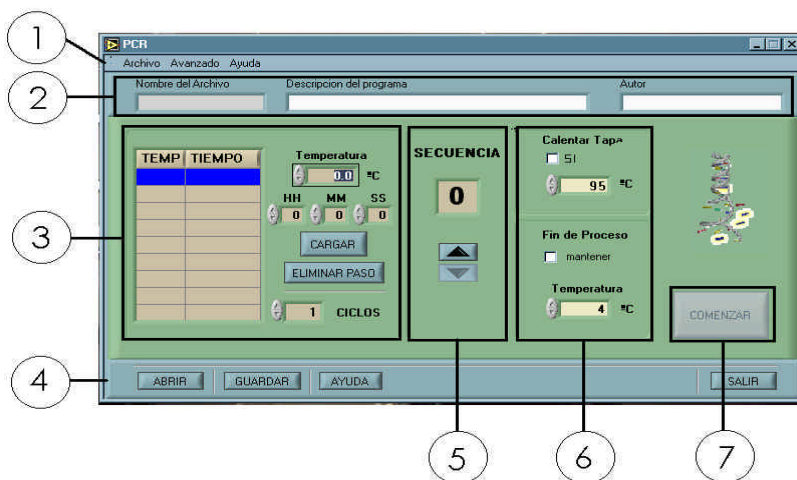 1
PCR
Archivo Avanzado Ayuda
2
Nombre del Archivo Descripcion del programa Autor
3
TEMP TIEMPO
Temperatura
0.0 ºC
HH MM SS
0 0 0
CARGAR
ELIMINAR PASO
1 CICLOS
SECUENCIA
0
Calentar Tapa
SI
95 ºC
Fin de Proceso
mantener
Temperatura
4 ºC
COMENZAR
4
ABRIR GUARDAR AYUDA SALIR
5 6 7